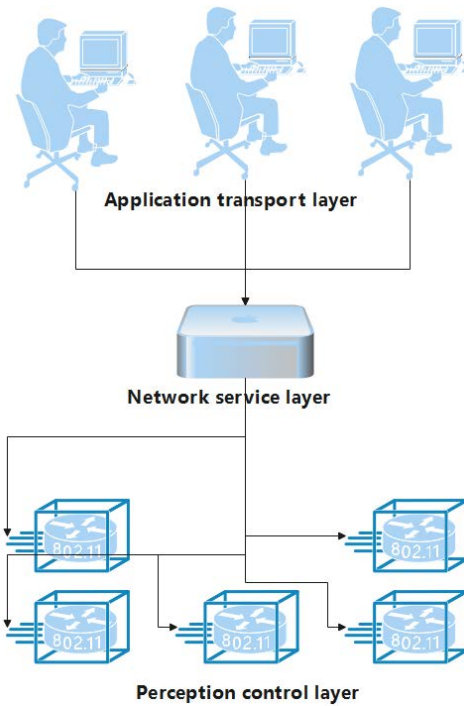 Application transport layer
Network service layer
802.11
802.11
802.11
802.11
802.11
Perception control layer